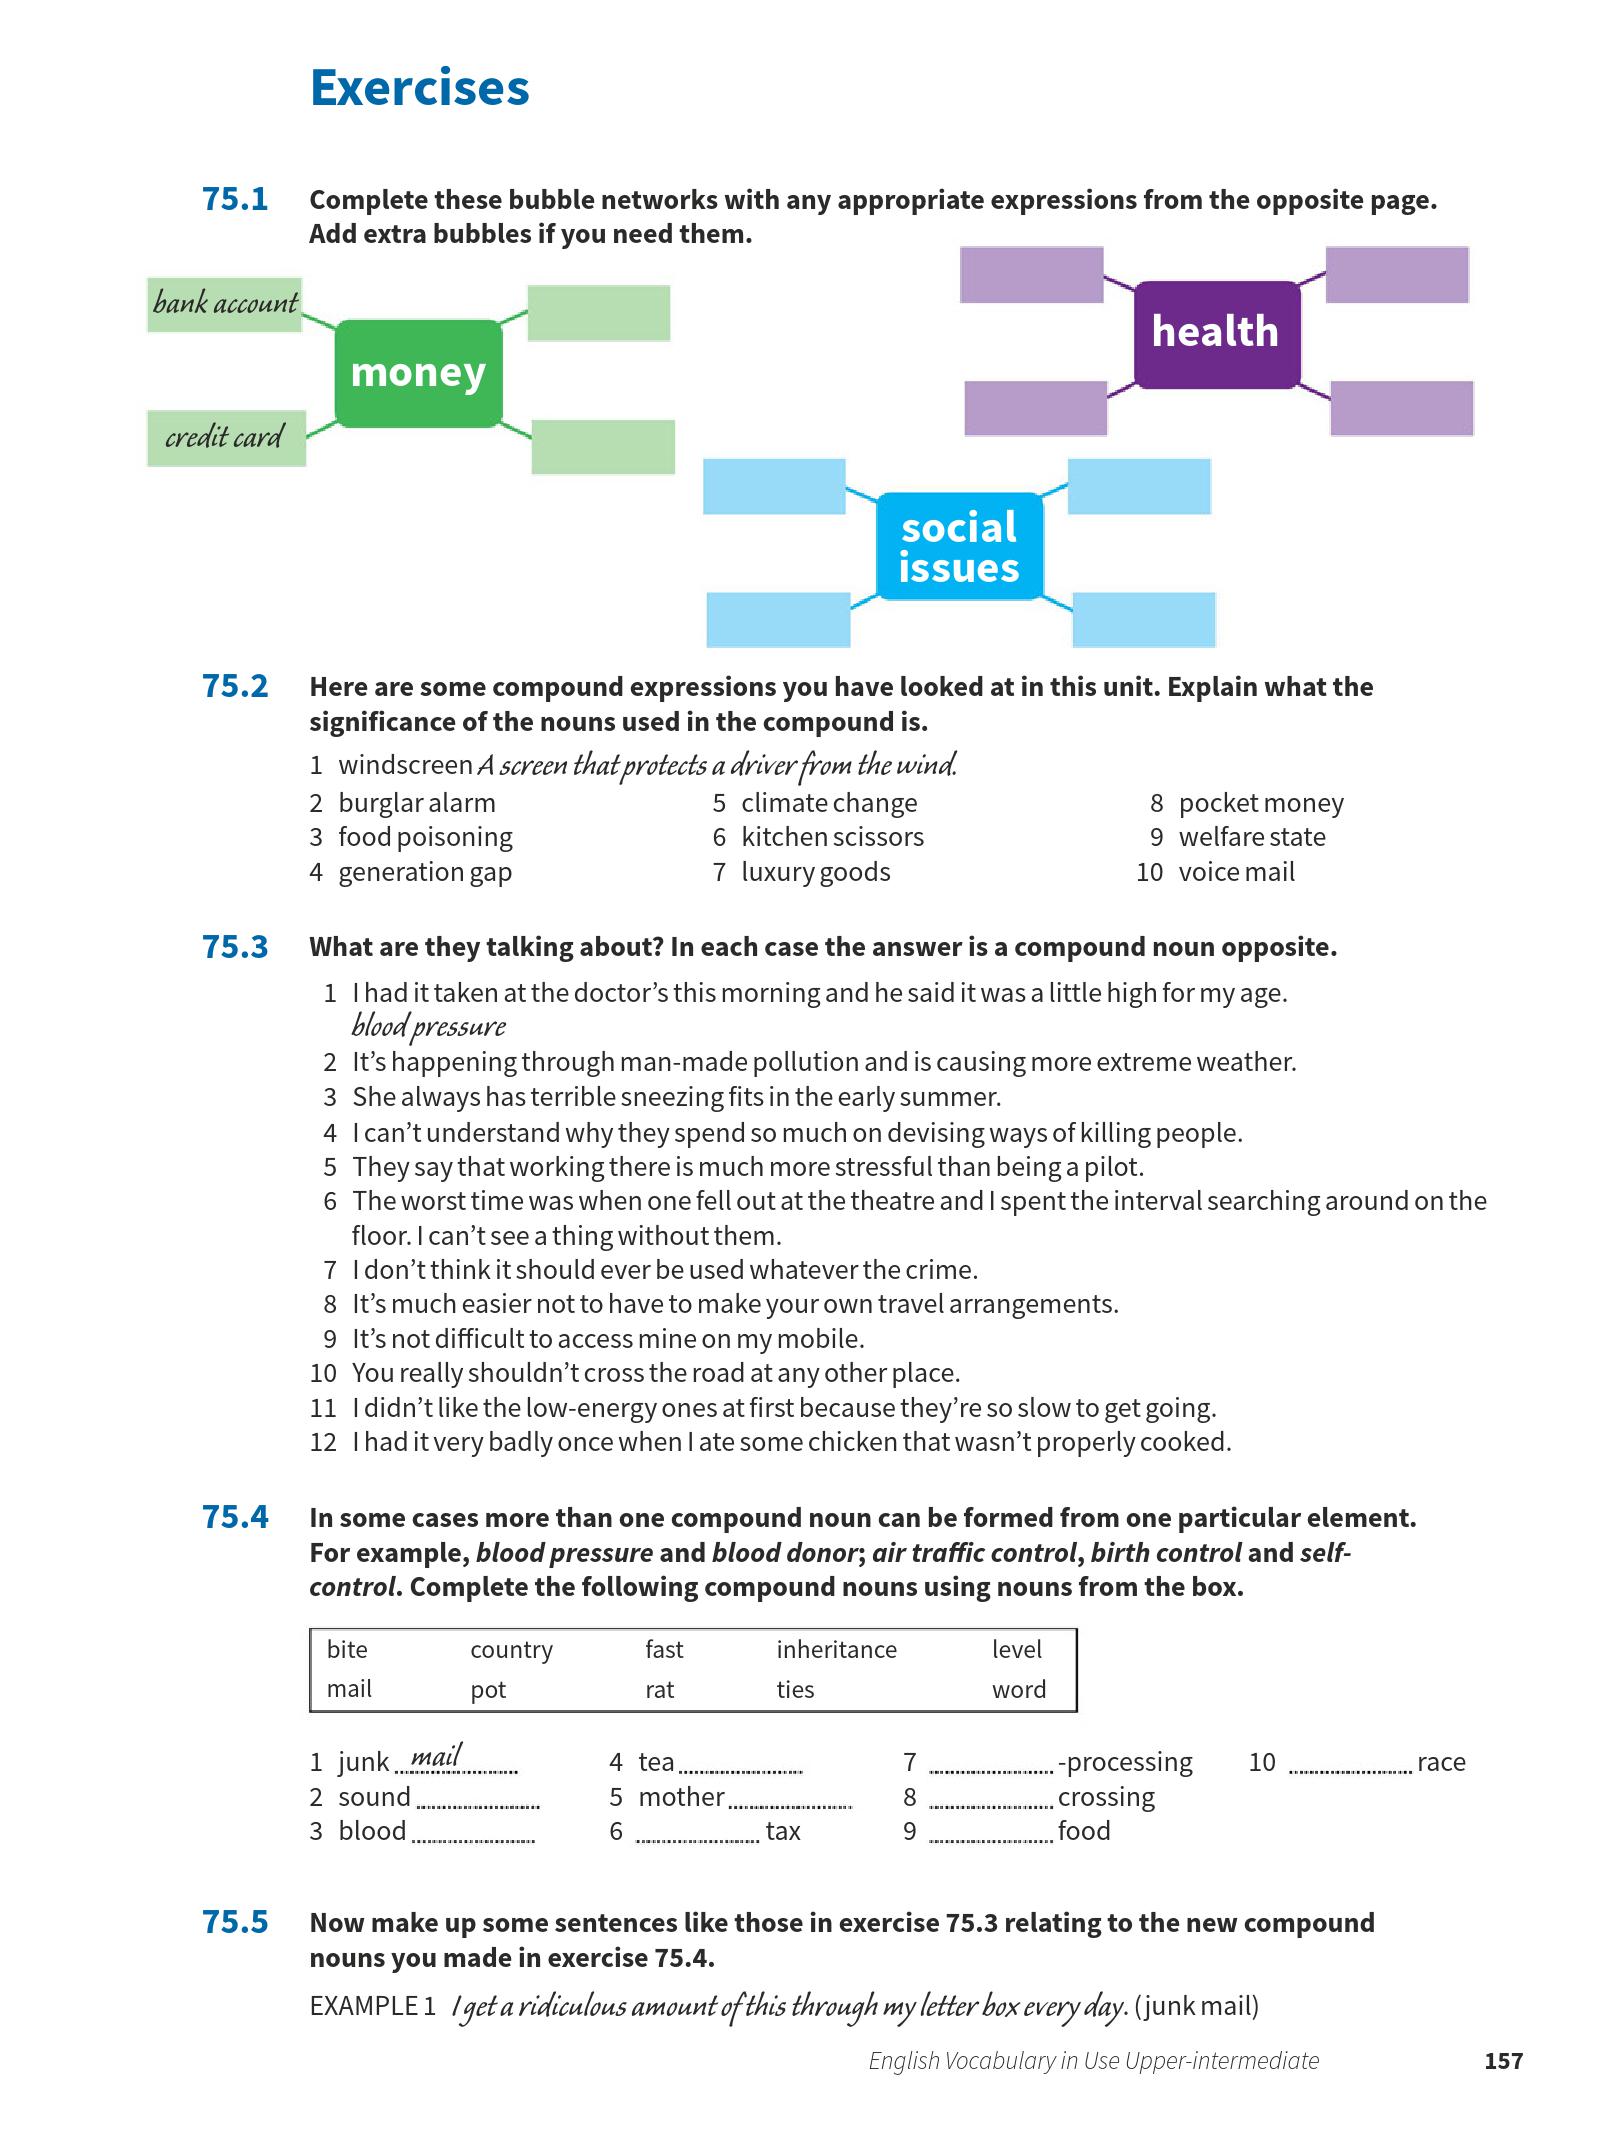 Exercises
75.1 Complete these bubble networks with any appropriate expressions from the opposite page.
Add extra bubbles if you need them.
bank account
money
credit card
health
social
issues
75.2 Here are some compound expressions you have looked at in this unit. Explain what the
significance of the nouns used in the compound is.
1 windscreen A screen that protects a driver from the wind.
2 burglar alarm 5 climate change 8 pocket money
3 food poisoning 6 kitchen scissors 9 welfare state
4 generation gap 7 luxury goods 10 voice mail
75.3 What are they talking about? In each case the answer is a compound noun opposite.
1 I had it taken at the doctor’s this morning and he said it was a little high for my age.
blood pressure
2 It’s happening through man-made pollution and is causing more extreme weather.
3 She always has terrible sneezing fits in the early summer.
4 I can’t understand why they spend so much on devising ways of killing people.
5 They say that working there is much more stressful than being a pilot.
6 The worst time was when one fell out at the theatre and I spent the interval searching around on the
floor. I can’t see a thing without them.
7 I don’t think it should ever be used whatever the crime.
8 It’s much easier not to have to make your own travel arrangements.
9 It’s not difficult to access mine on my mobile.
10 You really shouldn’t cross the road at any other place.
11 I didn’t like the low-energy ones at first because they’re so slow to get going.
12 I had it very badly once when I ate some chicken that wasn’t properly cooked.
75.4 In some cases more than one compound noun can be formed from one particular element.
For example, blood pressure and blood donor; air traffic control, birth control and self-
control. Complete the following compound nouns using nouns from the box.
bite country fast inheritance level
mail pot rat ties word
1 junk mail 4 tea 7 -processing 10 race
2 sound 5 mother 8 crossing
3 blood 6 tax 9 food
75.5 Now make up some sentences like those in exercise 75.3 relating to the new compound
nouns you made in exercise 75.4.
EXAMPLE 1 I get a ridiculous amount of this through my letter box every day. (junk mail)
English Vocabulary in Use Upper-intermediate 157